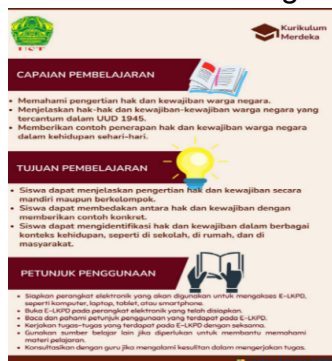 UST
Kurikulum
Merdeka
CAPAIAN PEMBELAJARAN
• Memahami pengertian hak dan kewajiban warga negara.
• Menjelaskan hak-hak dan kewajiban-kewajiban warga negara yang
tercantum dalam UUD 1945.
• Memberikan contoh penerapan hak dan kewajiban warga negara
dalam kehidupan sehari-hari.
TUJUAN PEMBELAJARAN
• Siswa dapat menjelaskan pengertian hak dan kewajiban secara
mandiri maupun berkelompok.
• Siswa dapat membedakan antara hak dan kewajiban dengan
memberikan contoh konkret.
• Siswa dapat mengidentifikasi hak dan kewajiban dalam berbagai
konteks kehidupan, seperti di sekolah, di rumah, dan di
masyarakat.
PETUNJUK PENGGUNAAN
• Siapkan perangkat elektronik yang akan digunakan untuk mengakses E-LKPD,
seperti komputer, laptop, tablet, atau smartphone.
• Buka E-LKPD pada perangkat elektronik yang telah disiapkan.
• Baca dan pahami petunjuk penggunaan yang terdapat pada E-LKPD.
• Kerjakan tugas-tugas yang terdapat pada E-LKPD dengan seksama.
• Gunakan sumber belajar lain jika diperlukan untuk membantu memahami
materi pelajaran.
• Konsultasikan dengan guru jika mengalami kesulitan dalam mengerjakan tugas.